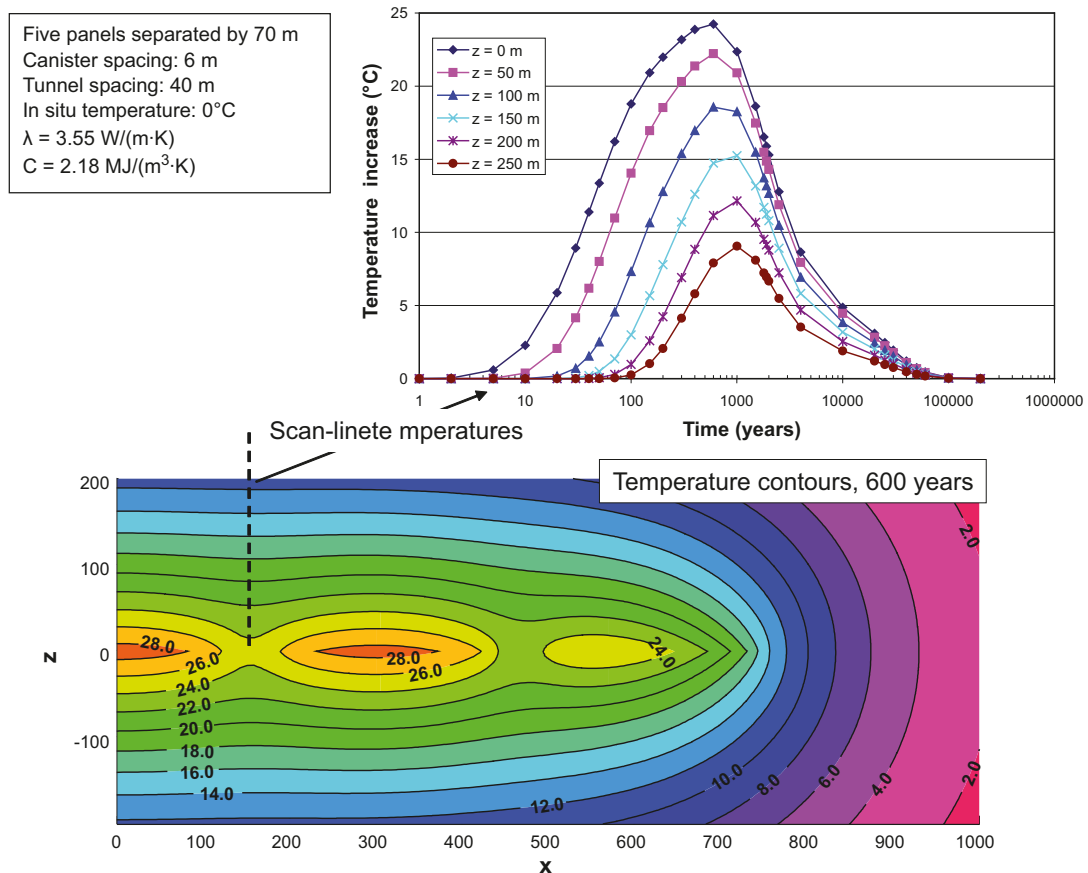 Five panels separated by 70 m
Canister spacing: 6 m
Tunnel spacing: 40 m
In situ temperature: 0°C
λ = 3.55 W/(m·K)
C = 2.18 MJ/(m³·K)
Temperature increase (°C)
25
20
15
10
5
0
z = 0 m
z = 50 m
z = 100 m
z = 150 m
z = 200 m
z = 250 m
1 10 100 1000 10000 100000 1000000
Time (years)
Scan-linete mperatures
Temperature contours, 600 years
z
200
100
0
-100
28.0
26.0
24.0
22.0
20.0
18.0
16.0
14.0
28.0
26.0
24.0
12.0
10.0
8.0
6.0
4.0
2.0
2.0
0 100 200 300 400 500 600 700 800 900 1000
x